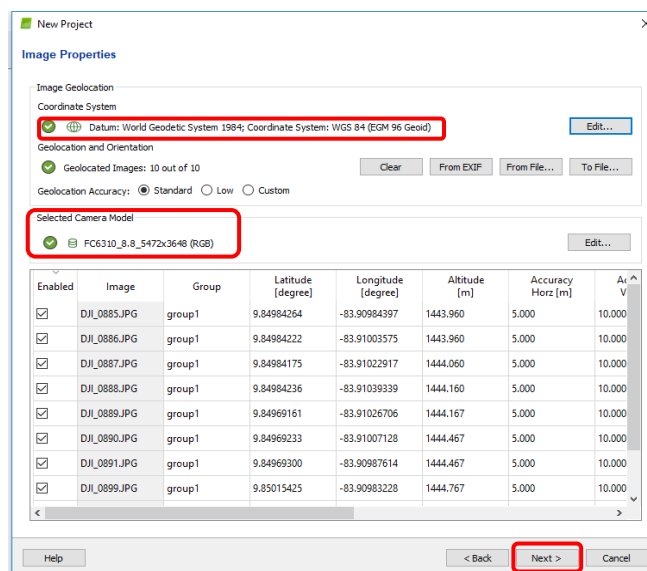 New Project
Image Properties
Image Geolocation
Coordinate System
Datum: World Geodetic System 1984; Coordinate System: WGS 84 (EGM 96 Geoid)
Edit...
Geolocation and Orientation
Geolocated Images: 10 out of 10
Clear
From EXIF
From File...
To File...
Geolocation Accuracy: Standard Low Custom
Selected Camera Model
FC6310_8.8_5472x3648 (RGB)
Edit...
Enabled Image Group Latitude [degree] Longitude [degree] Altitude [m] Accuracy Horz [m] Ac V
DJI_0885.JPG group1 9.84984264 -83.90984397 1443.960 5.000 10.000
DJI_0886.JPG group1 9.84984222 -83.91003575 1443.960 5.000 10.000
DJI_0887.JPG group1 9.84984175 -83.91022917 1444.060 5.000 10.000
DJI_0888.JPG group1 9.84984236 -83.91039339 1444.160 5.000 10.000
DJI_0889.JPG group1 9.84969161 -83.91026706 1444.167 5.000 10.000
DJI_0890.JPG group1 9.84969233 -83.91007128 1444.467 5.000 10.000
DJI_0891.JPG group1 9.84969300 -83.90987614 1444.467 5.000 10.000
DJI_0899.JPG group1 9.85015425 -83.90983228 1444.767 5.000 10.000
Help
< Back
Next >
Cancel